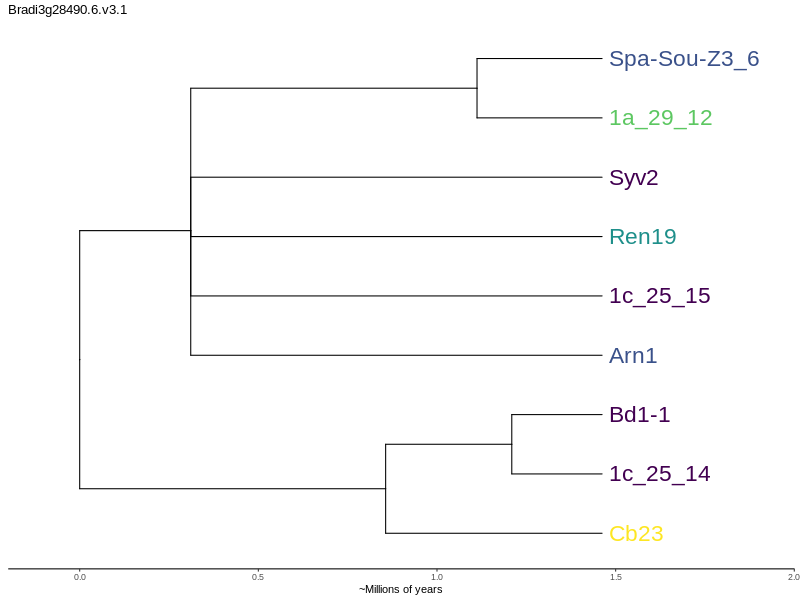 Bradi3g28490.6.v3.1
Spa-Sou-Z3_6
1a_29_12
Syv2
Ren19
1c_25_15
Arn1
Bd1-1
1c_25_14
Cb23
0.0 0.5 1.0 1.5 2.0
~Millions of years